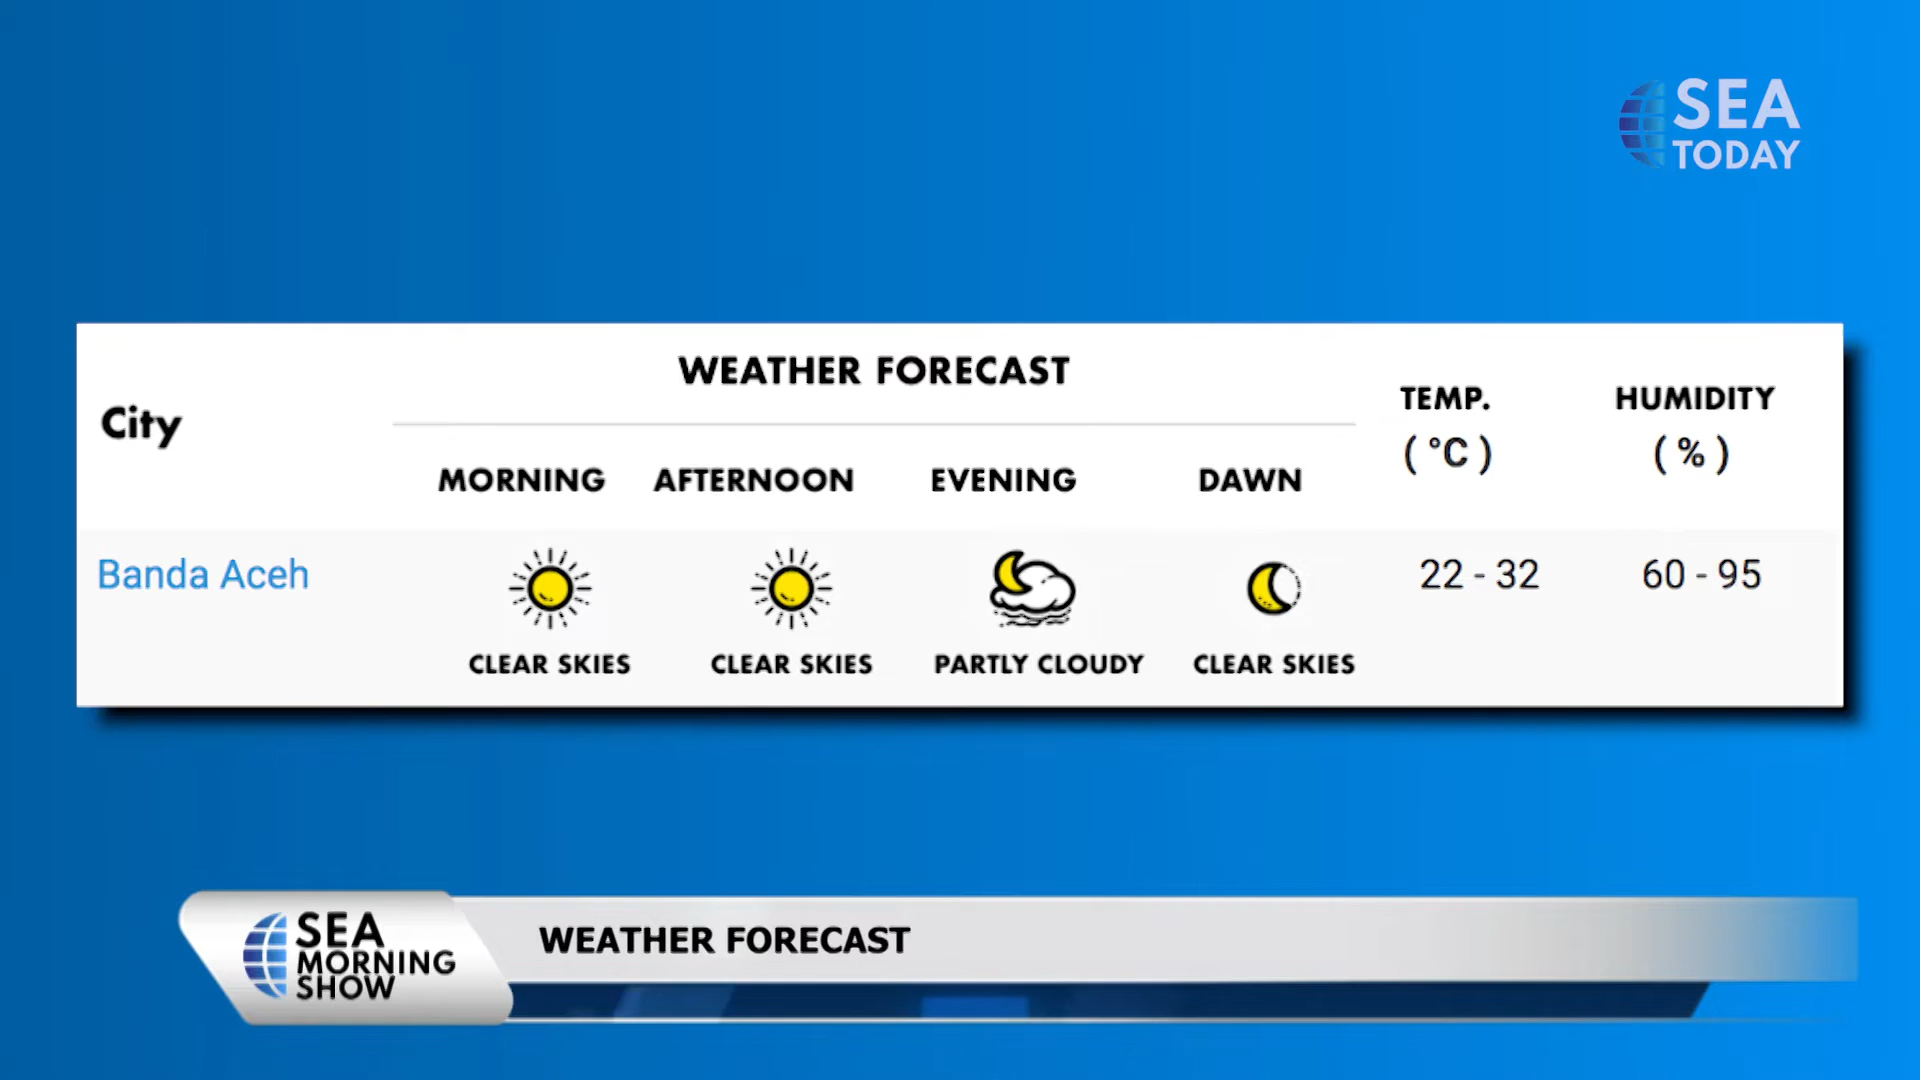 SEA
TODAY
WEATHER FORECAST
City
TEMP.
HUMIDITY
( °C )
( % )
MORNING AFTERNOON EVENING DAWN
Banda Aceh
22 - 32
60 - 95
CLEAR SKIES CLEAR SKIES PARTLY CLOUDY CLEAR SKIES
SEA
MORNING
SHOW
WEATHER FORECAST